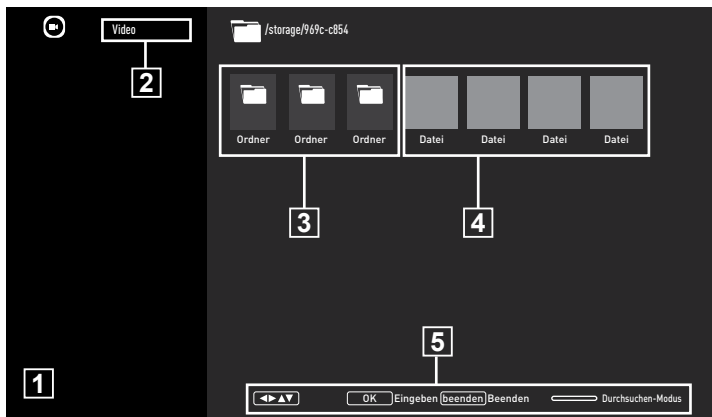 Video
/storage/969c-c854
2
Ordner Ordner Ordner Datei Datei Datei Datei
3 4
5
1
◀▶▲▼ OK Eingeben beenden Beenden Durchsuchen-Modus